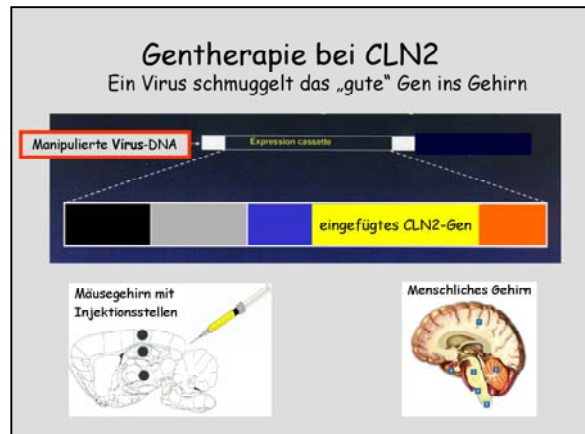 Gentherapie bei CLN2
Ein Virus schmuggelt das „gute“ Gen ins Gehirn
Manipulierte Virus-DNA
Expression cassette
eingefügtes CLN2-Gen
Mäusegehirn mit
Injektionsstellen
Menschliches Gehirn